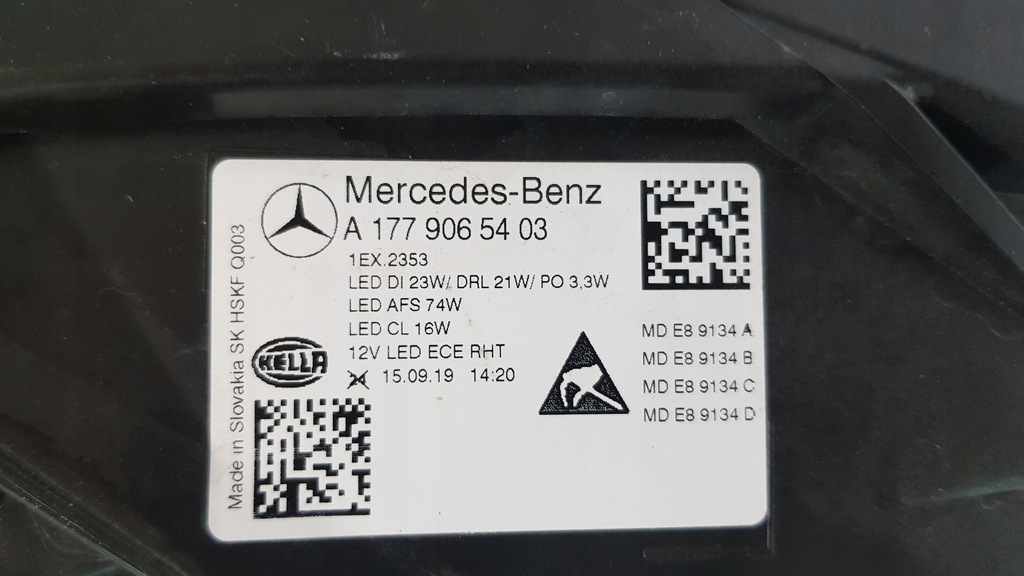 Mercedes-Benz
A 177 906 54 03
1EX.2353
LED DI 23W/ DRL 21W/ PO 3,3W
LED AFS 74W
LED CL 16W
12V LED ECE RHT
15.09.19 14:20
HELLA
MD E8 9134 A
MD E8 9134 B
MD E8 9134 C
MD E8 9134 D
Made in Slovakia SK HSKF Q003